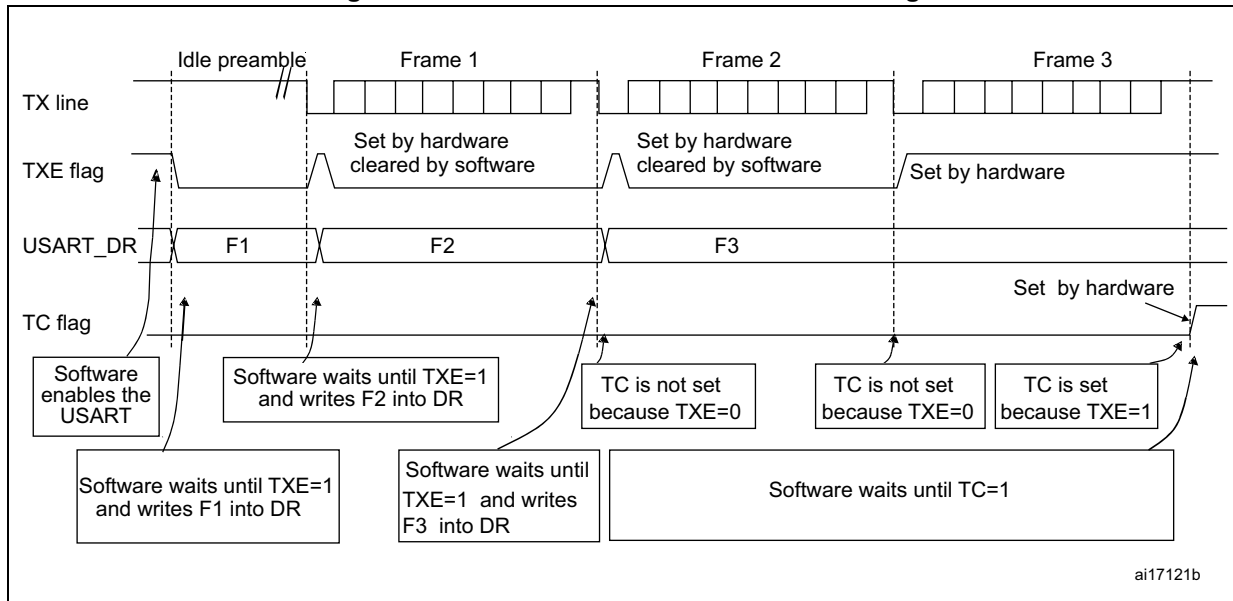 Idle preamble
Frame 1
Frame 2
Frame 3
TX line
Set by hardware
cleared by software
Set by hardware
cleared by software
TXE flag
Set by hardware
USART_DR
F1
F2
F3
Set by hardware
TC flag
Software
enables the
USART
Software waits until TXE=1
and writes F2 into DR
TC is not set
because TXE=0
TC is not set
because TXE=0
TC is set
because TXE=1
Software waits until TXE=1
and writes F1 into DR
Software waits until
TXE=1 and writes
F3 into DR
Software waits until TC=1
ai17121b